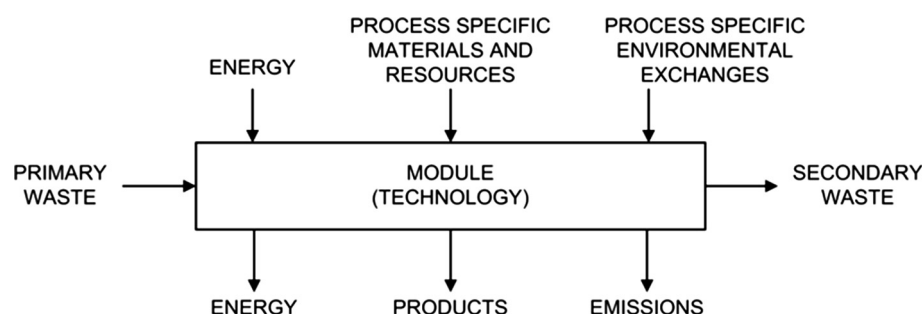 ENERGY
PROCESS SPECIFIC
MATERIALS AND
RESOURCES
PROCESS SPECIFIC
ENVIRONMENTAL
EXCHANGES
PRIMARY
WASTE
MODULE
(TECHNOLOGY)
SECONDARY
WASTE
ENERGY
PRODUCTS
EMISSIONS